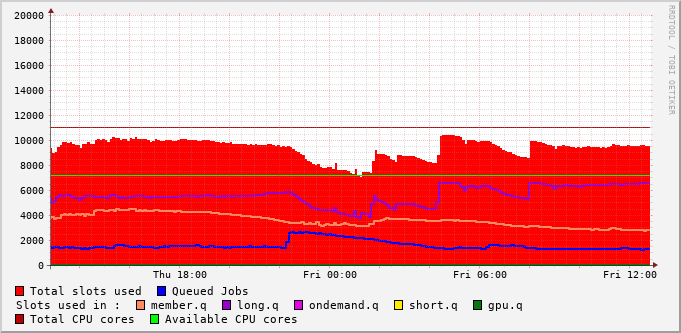 RRDTOOL / TOBI OETIKER
20000
18000
16000
14000
12000
10000
8000
6000
4000
2000
0
Thu 18:00 Fri 00:00 Fri 06:00 Fri 12:00
Total slots used Queued Jobs
Slots used in : member.q long.q ondemand.q short.q gpu.q
Total CPU cores Available CPU cores